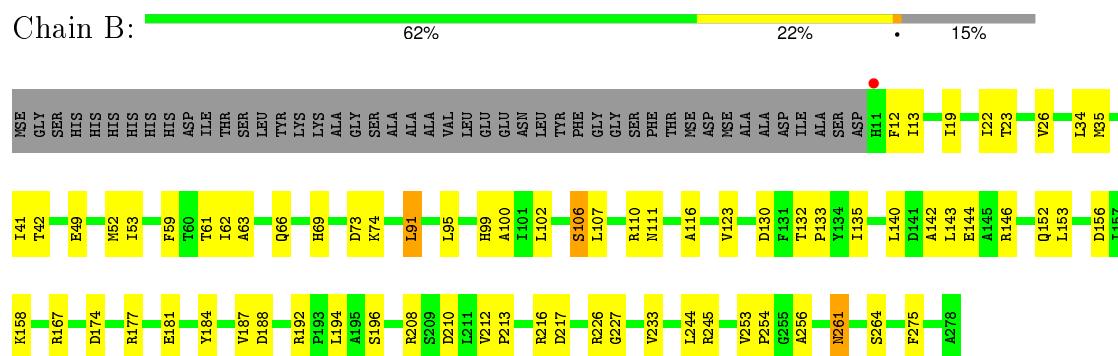 Chain B:
62% 22% • 15%
MSE GLY SER HIS HIS HIS HIS HIS HIS ASP ILE THR SER LEU TYR LYS LYS ALA GLY SER ALA ALA ALA VAL LEU GLU GLU ASN LEU TYR PHE GLY GLY SER PHE THR MSE ASP MSE ALA ALA ASP ILE ALA SER ASP H11 F12 I13 I19 I22 T23 V26 L34 M35
I41 T42 E49 M52 I53 F59 T60 T61 I62 A63 Q66 H69 D73 K74 L91 L95 H99 A100 I101 L102 S106 L107 R110 N111 A116 V123 D130 F131 T132 P133 Y134 I135 L140 D141 A142 L143 E144 A145 R146 Q152 L153 D156 I157
K158 R167 D174 R177 E181 Y184 V187 D188 R192 P193 L194 A195 S196 R208 S209 D210 L211 V212 P213 R216 D217 R226 G227 V233 L244 R245 V253 P254 G255 A256 N261 S264 F275 A278